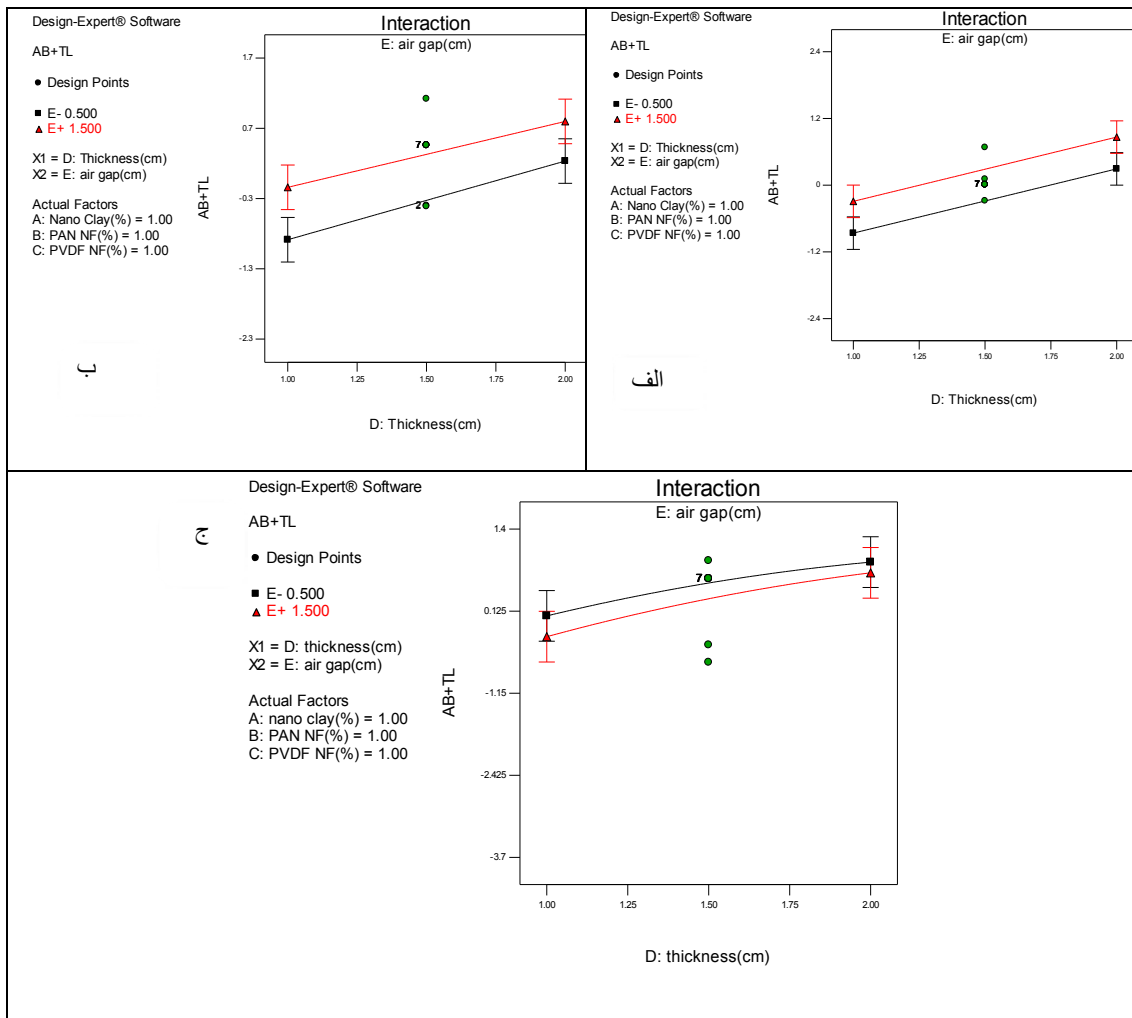 Design-Expert® Software
AB+TL
Design Points
E- 0.500
E+ 1.500
X1 = D: Thickness(cm)
X2 = E: air gap(cm)
Actual Factors
A: Nano Clay(%) = 1.00
B: PAN NF(%) = 1.00
C: PVDF NF(%) = 1.00
ب
Interaction
E: air gap(cm)
AB+TL
1.7
0.7
-0.3
-1.3
-2.3
7
2
1.00 1.25 1.50 1.75 2.00
D: Thickness(cm)
Design-Expert® Software
AB+TL
Design Points
E- 0.500
E+ 1.500
X1 = D: Thickness(cm)
X2 = E: air gap(cm)
Actual Factors
A: Nano Clay(%) = 1.00
B: PAN NF(%) = 1.00
C: PVDF NF(%) = 1.00
الف
Interaction
E: air gap(cm)
AB+TL
2.4
1.2
0
-1.2
-2.4
7
1.00 1.25 1.50 1.75 2.00
D: Thickness(cm)
ج
Design-Expert® Software
AB+TL
Design Points
E- 0.500
E+ 1.500
X1 = D: thickness(cm)
X2 = E: air gap(cm)
Actual Factors
A: nano clay(%) = 1.00
B: PAN NF(%) = 1.00
C: PVDF NF(%) = 1.00
Interaction
E: air gap(cm)
AB+TL
1.4
0.125
-1.15
-2.425
-3.7
7
1.00 1.25 1.50 1.75 2.00
D: thickness(cm)